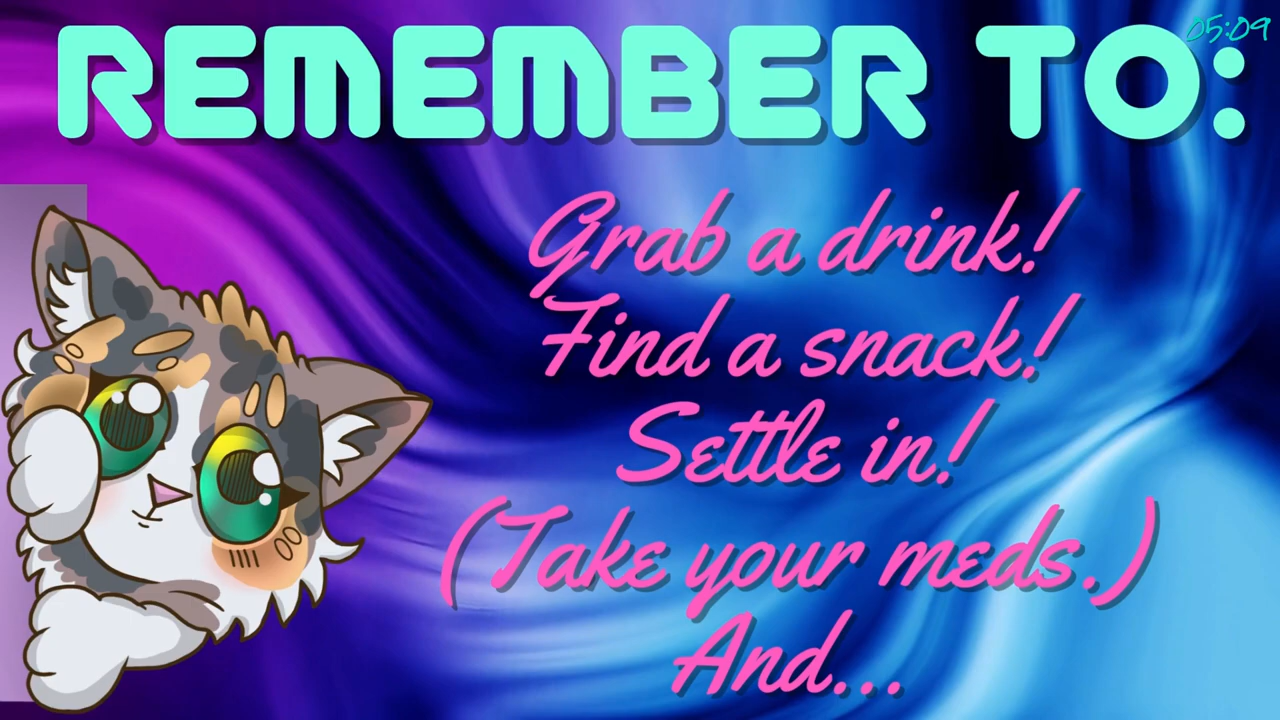 REMEMBER TO:
05:09
Grab a drink!
Find a snack!
Settle in!
(Take your meds.)
And...